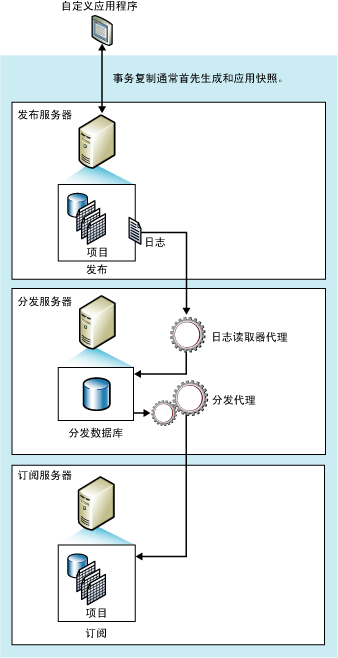 自定义应用程序
事务复制通常首先生成和应用快照。
发布服务器
项目
日志
发布
分发服务器
日志读取器代理
分发代理
分发数据库
订阅服务器
项目
订阅